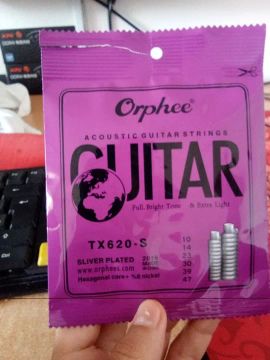 Orphee
ACOUSTIC GUITAR STRINGS
GUITAR
Full, Bright Tone & Extra Light
TX620-S
SLIVER PLATED
www.orphees.com
Hexagonal core+ %8 nickel
10
14
23
30
39
47